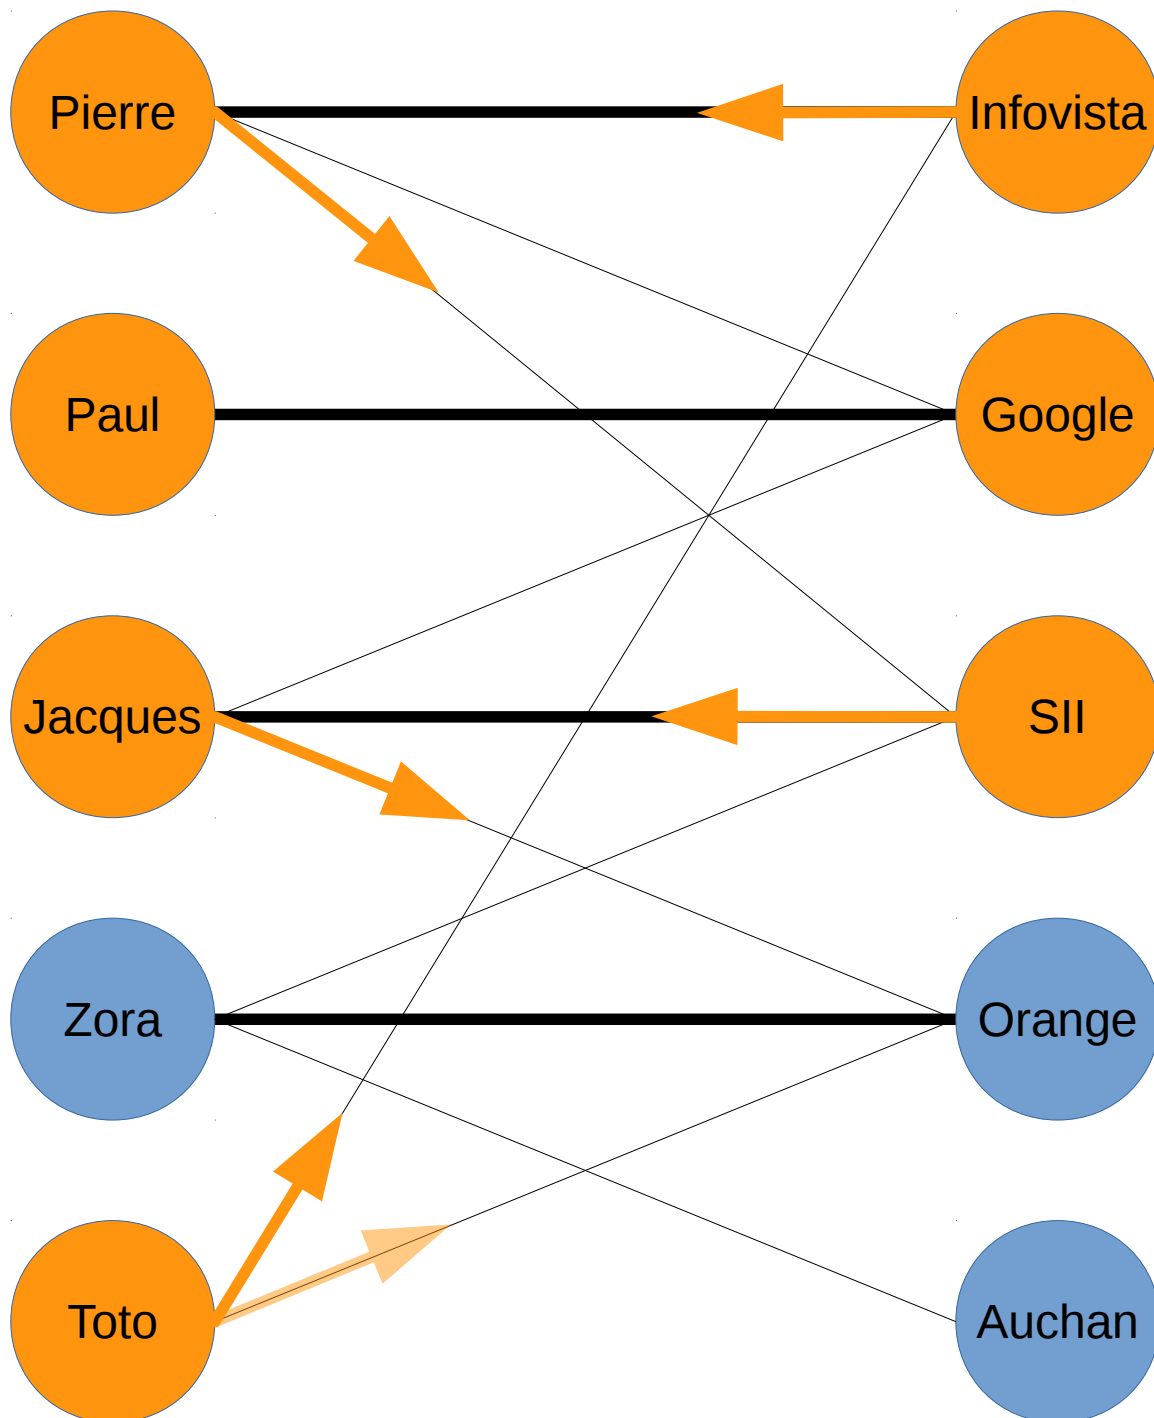 Pierre
Infovista
Paul
Google
Jacques
SII
Zora
Orange
Toto
Auchan